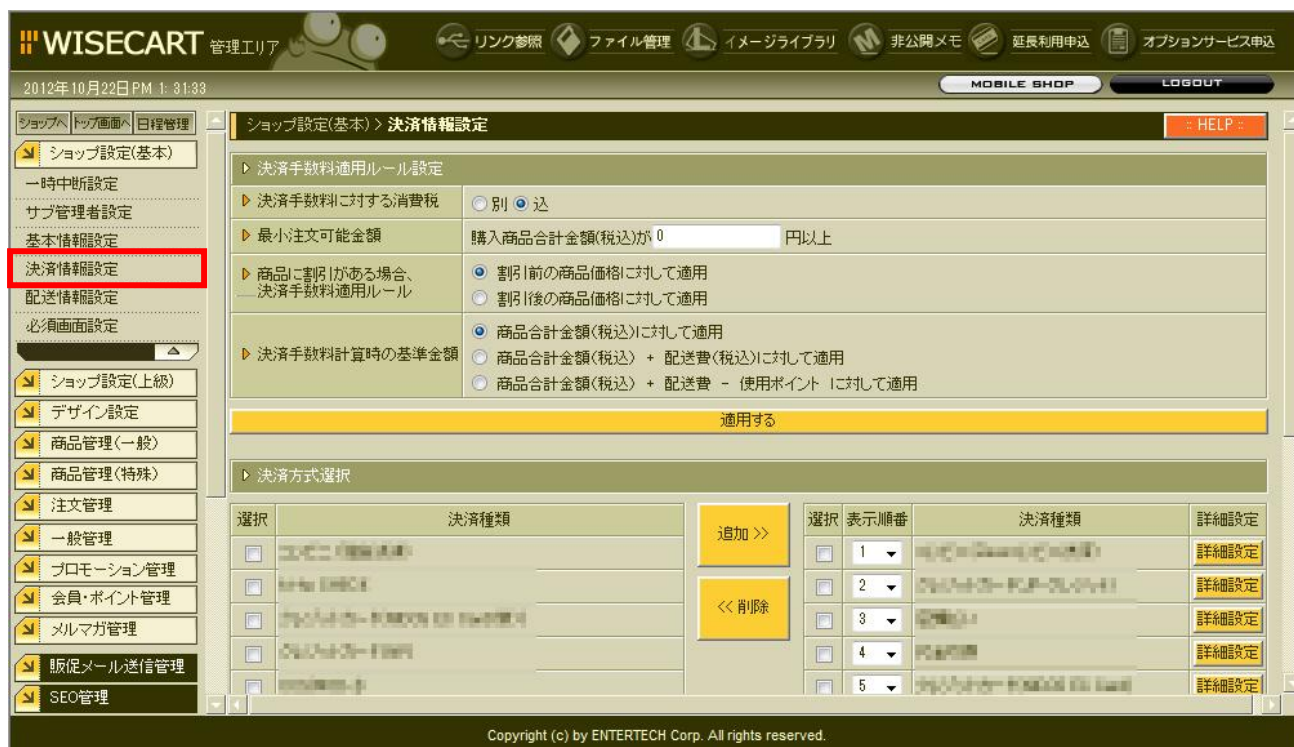 WISECART 管理エリア
リンク参照 ファイル管理 イメージライブラリ 非公開メモ 延長利用申込 オプションサービス申込
2012年10月22日 PM 1: 31:33
MOBILE SHOP
LOGOUT
ショップへ トップ画面へ 日程管理
ショップ設定(基本)
一時中断設定
サブ管理者設定
基本情報設定
決済情報設定
配送情報設定
必須画面設定
ショップ設定(上級)
デザイン設定
商品管理(一般)
商品管理(特殊)
注文管理
一般管理
プロモーション管理
会員・ポイント管理
メルマガ管理
販促メール送信管理
SEO管理
ショップ設定(基本) > 決済情報設定
:: HELP ::
決済手数料適用ルール設定
決済手数料に対する消費税
別 込
最小注文可能金額
購入商品合計金額(税込)が 0 円以上
商品に割引がある場合、
決済手数料適用ルール
割引前の商品価格に対して適用
割引後の商品価格に対して適用
決済手数料計算時の基準金額
商品合計金額(税込)に対して適用
商品合計金額(税込) + 配送費(税込)に対して適用
商品合計金額(税込) + 配送費 - 使用ポイント に対して適用
適用する
決済方式選択
選択 決済種類
追加 >>
<< 削除
選択 表示順番 決済種類 詳細設定
1 詳細設定
2 詳細設定
3 詳細設定
4 詳細設定
5 詳細設定
Copyright (c) by ENTERTECH Corp. All rights reserved.